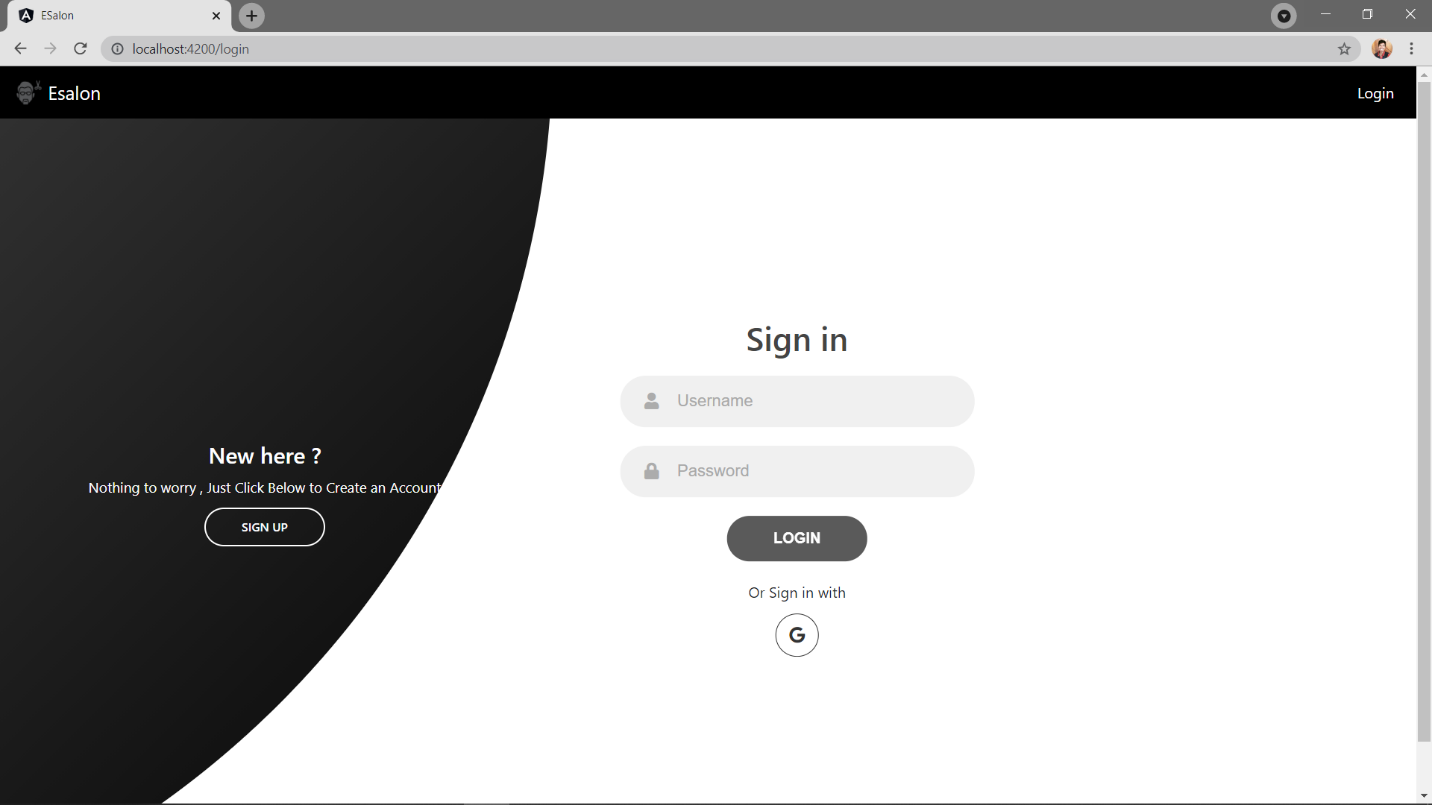 ESalon
localhost:4200/login
Esalon
Login
Sign in
Username
Password
LOGIN
Or Sign in with
G
New here ?
Nothing to worry , Just Click Below to Create an Account
SIGN UP